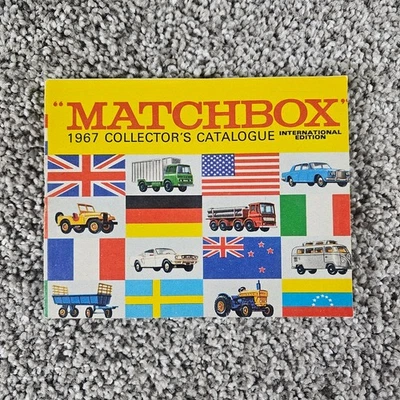 "MATCHBOX"
1967 COLLECTOR'S CATALOGUE INTERNATIONAL EDITION